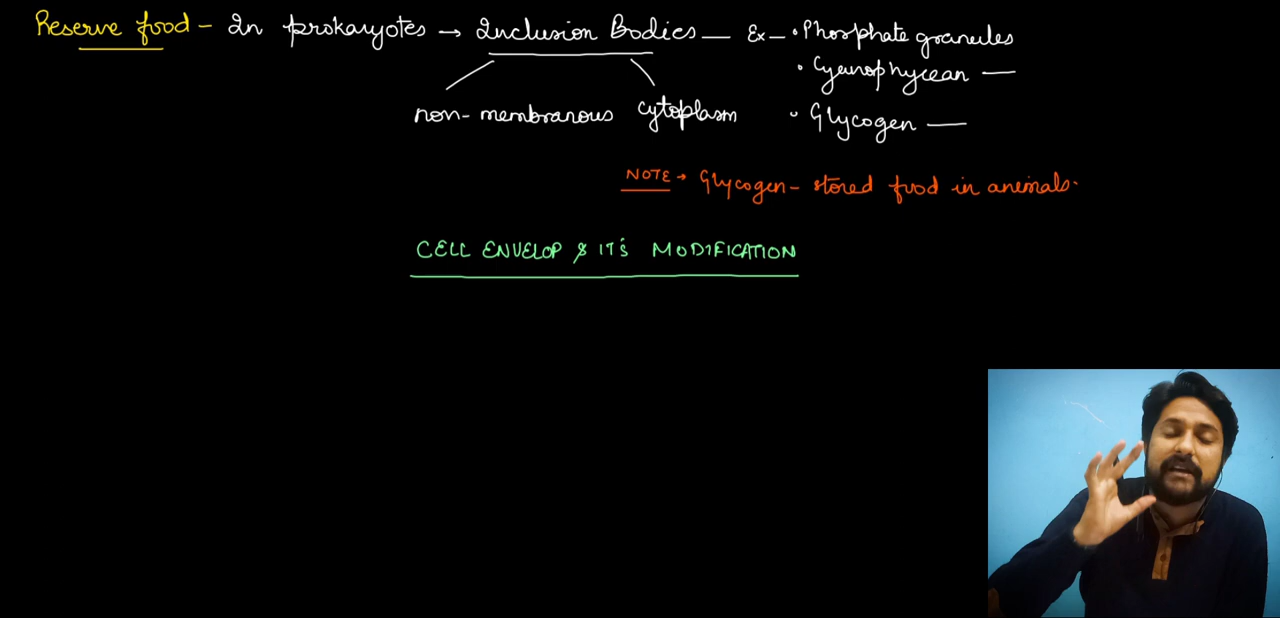 Reserve food - In prokaryotes → Inclusion Bodies — Ex - • Phosphate granules
• Cyanophycean —
non-membranous cytoplasm • Glycogen —
NOTE → Glycogen - stored food in animals.
CELL ENVELOP & IT'S MODIFICATION